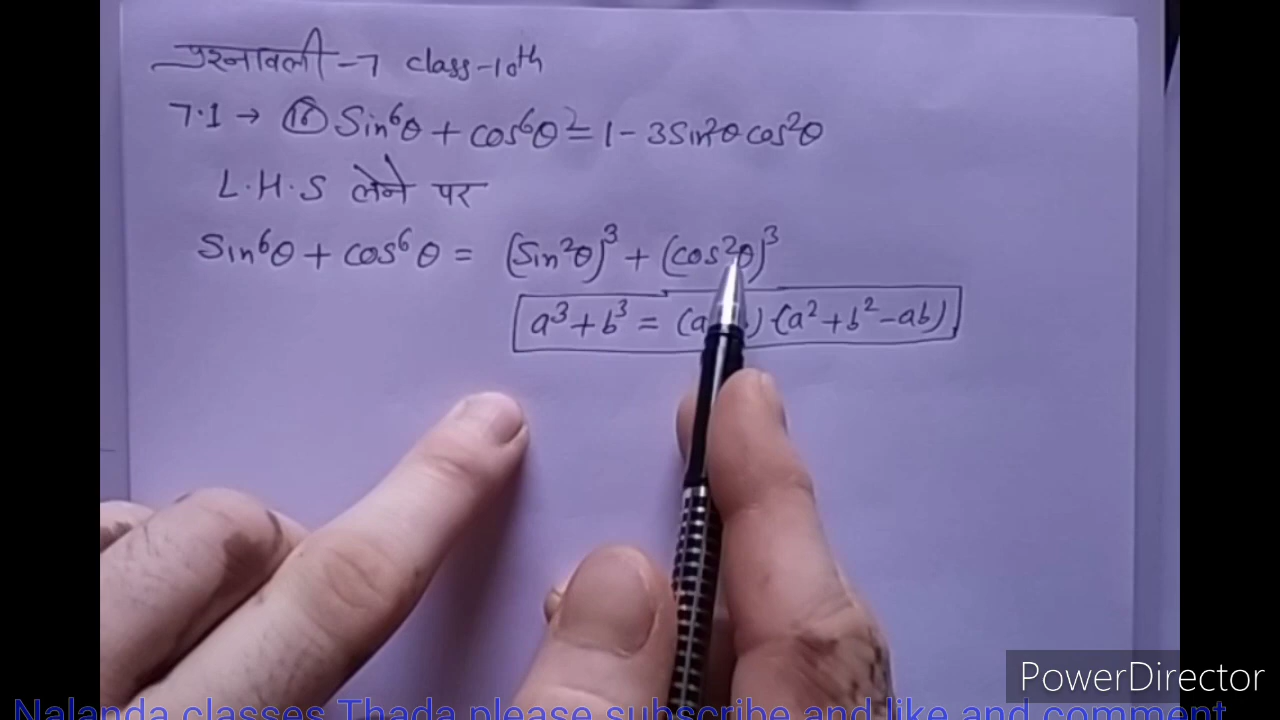 प्रश्नावली-7 class-10th
7.1 → (16) Sin⁶θ + cos⁶θ = 1 - 3Sin²θ cos²θ
L.H.S लेने पर
Sin⁶θ + cos⁶θ = (Sin²θ)³ + (cos²θ)³
a³ + b³ = (a ) (a² + b² - ab)
PowerDirector
Nalanda classes Thada please subscribe and like and comment